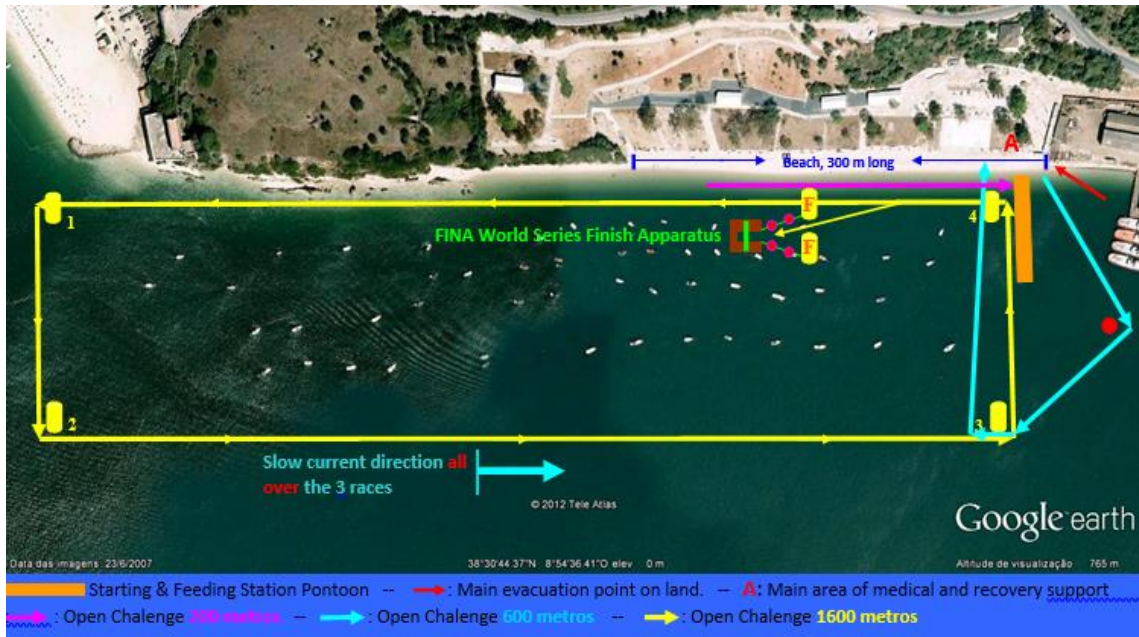 A
Beach, 300 m long
1
4
F
FINA World Series Finish Apparatus
F
2
3
Slow current direction all
over the 3 races
© 2012 Tele Atlas
Google earth
Data das imagens: 23/6/2007 38°30'44.37"N 8°54'36.41"O elev 0 m Altitude de visualização 765 m
Starting & Feeding Station Pontoon -- : Main evacuation point on land. -- A: Main area of medical and recovery support
: Open Chalenge 200 metros -- : Open Chalenge 600 metros -- : Open Chalenge 1600 metros